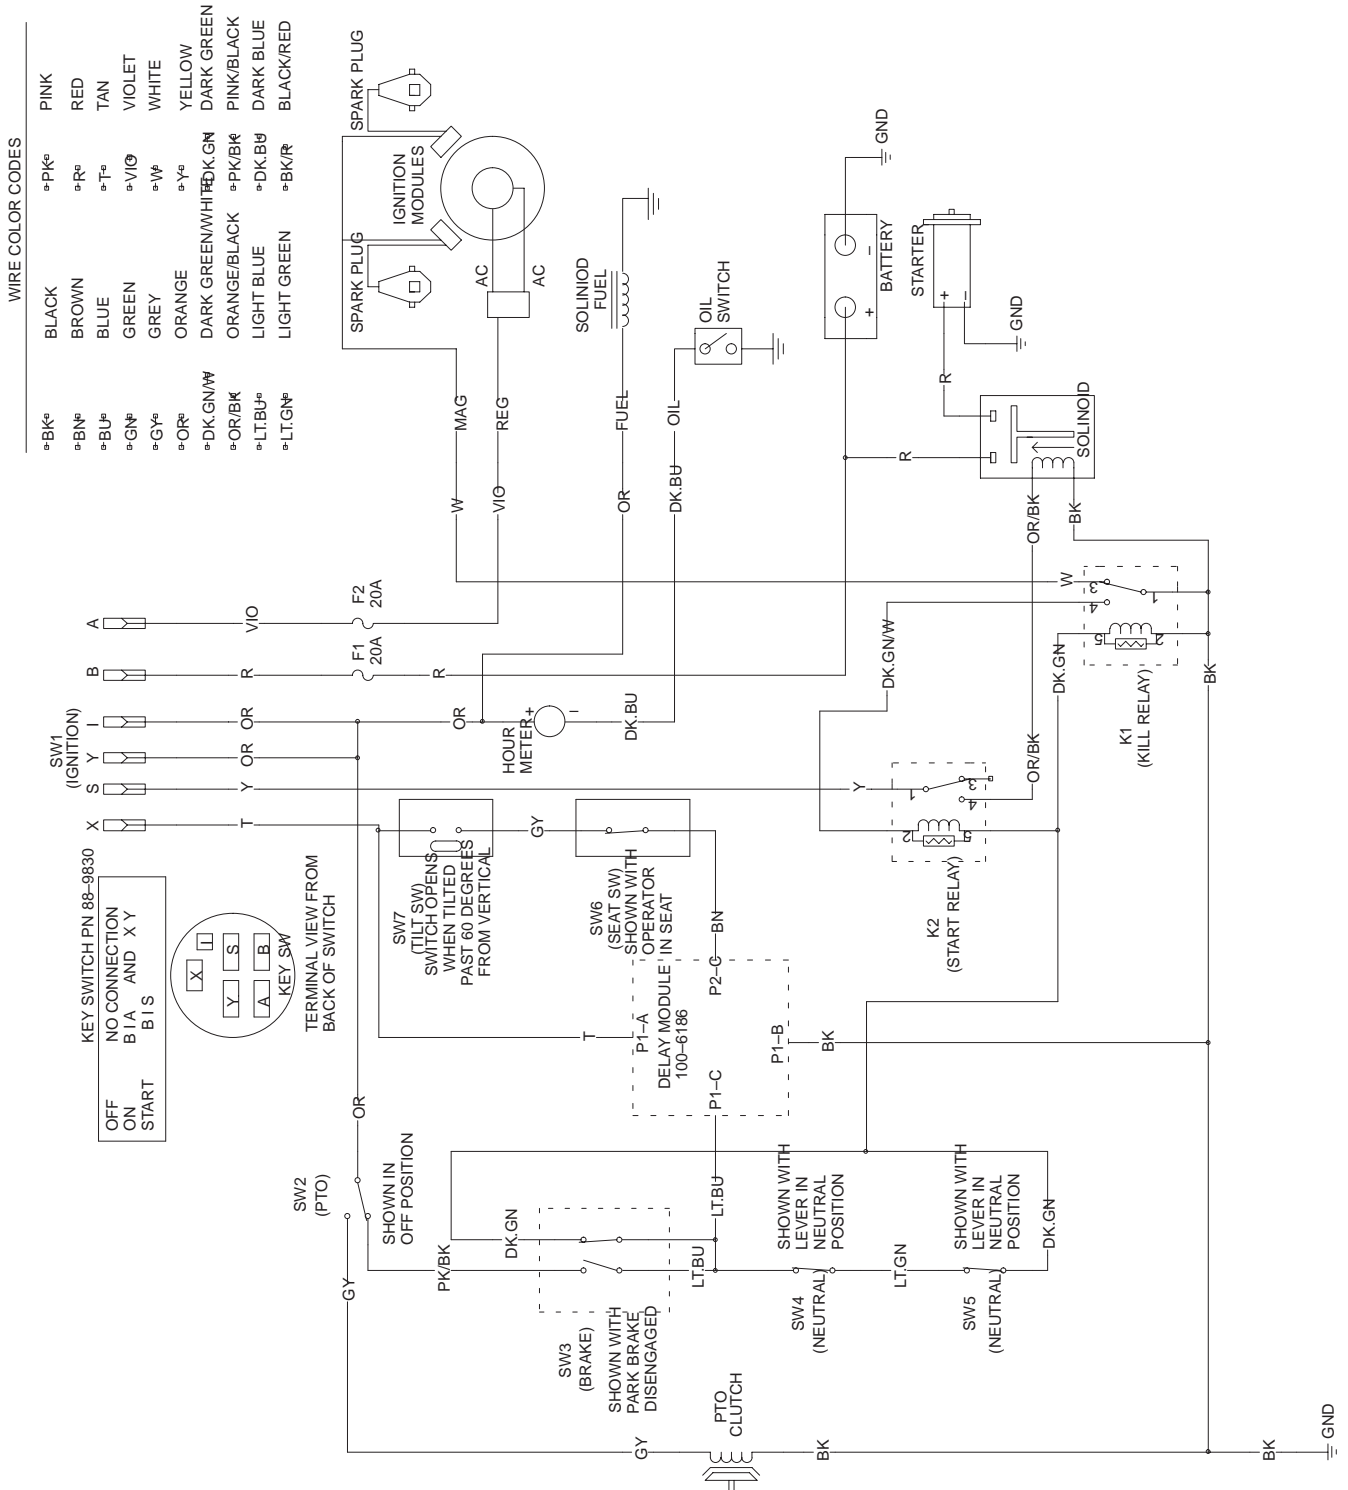 WIRE COLOR CODES
BK BLACK PK PINK
BN BROWN R RED
BU BLUE T TAN
GN GREEN VIO VIOLET
GY GREY W WHITE
OR ORANGE Y YELLOW
DK.GN/W DARK GREEN/WHITE DK.GN DARK GREEN
OR/BK ORANGE/BLACK PK/BK PINK/BLACK
LT.BU LIGHT BLUE DK.BU DARK BLUE
LT.GN LIGHT GREEN BK/R BLACK/RED
KEY SWITCH PN 88–9830
OFF NO CONNECTION
ON B I A AND X Y
START B I S
X
I
Y
S
A
B
KEY SW
TERMINAL VIEW FROM
BACK OF SWITCH
SW1
(IGNITION)
X
S
Y
I
B
A
T
Y
OR
OR
R
VIO
F1
20A
F2
20A
R
OR
HOUR
METER
+
–
DK.BU
W
MAG
VIO
REG
OR
FUEL
DK.BU
OIL
SPARK PLUG
SPARK PLUG
IGNITION
MODULES
AC
AC
SOLINIOD
FUEL
OIL
SWITCH
BATTERY
+
–
GND
STARTER
+
–
GND
R
R
SOLINOID
OR/BK
BK
W
3
4
1
5
2
K1
(KILL RELAY)
DK.GN/W
DK.GN
BK
OR/BK
Y
1
3
4
2
5
K2
(START RELAY)
SW7
(TILT SW)
SWITCH OPENS
WHEN TILTED
PAST 60 DEGREES
FROM VERTICAL
GY
SW6
(SEAT SW)
SHOWN WITH
OPERATOR
IN SEAT
BN
T
P1–A
P2–C
DELAY MODULE
100–6186
P1–C
P1–B
BK
OR
SW2
(PTO)
SHOWN IN
OFF POSITION
GY
PK/BK
DK.GN
LT.BU
LT.BU
SW3
(BRAKE)
SHOWN WITH
PARK BRAKE
DISENGAGED
SHOWN WITH
LEVER IN
NEUTRAL
POSITION
SW4
(NEUTRAL)
LT.GN
SHOWN WITH
LEVER IN
NEUTRAL
POSITION
SW5
(NEUTRAL)
DK.GN
GY
PTO
CLUTCH
BK
BK
GND